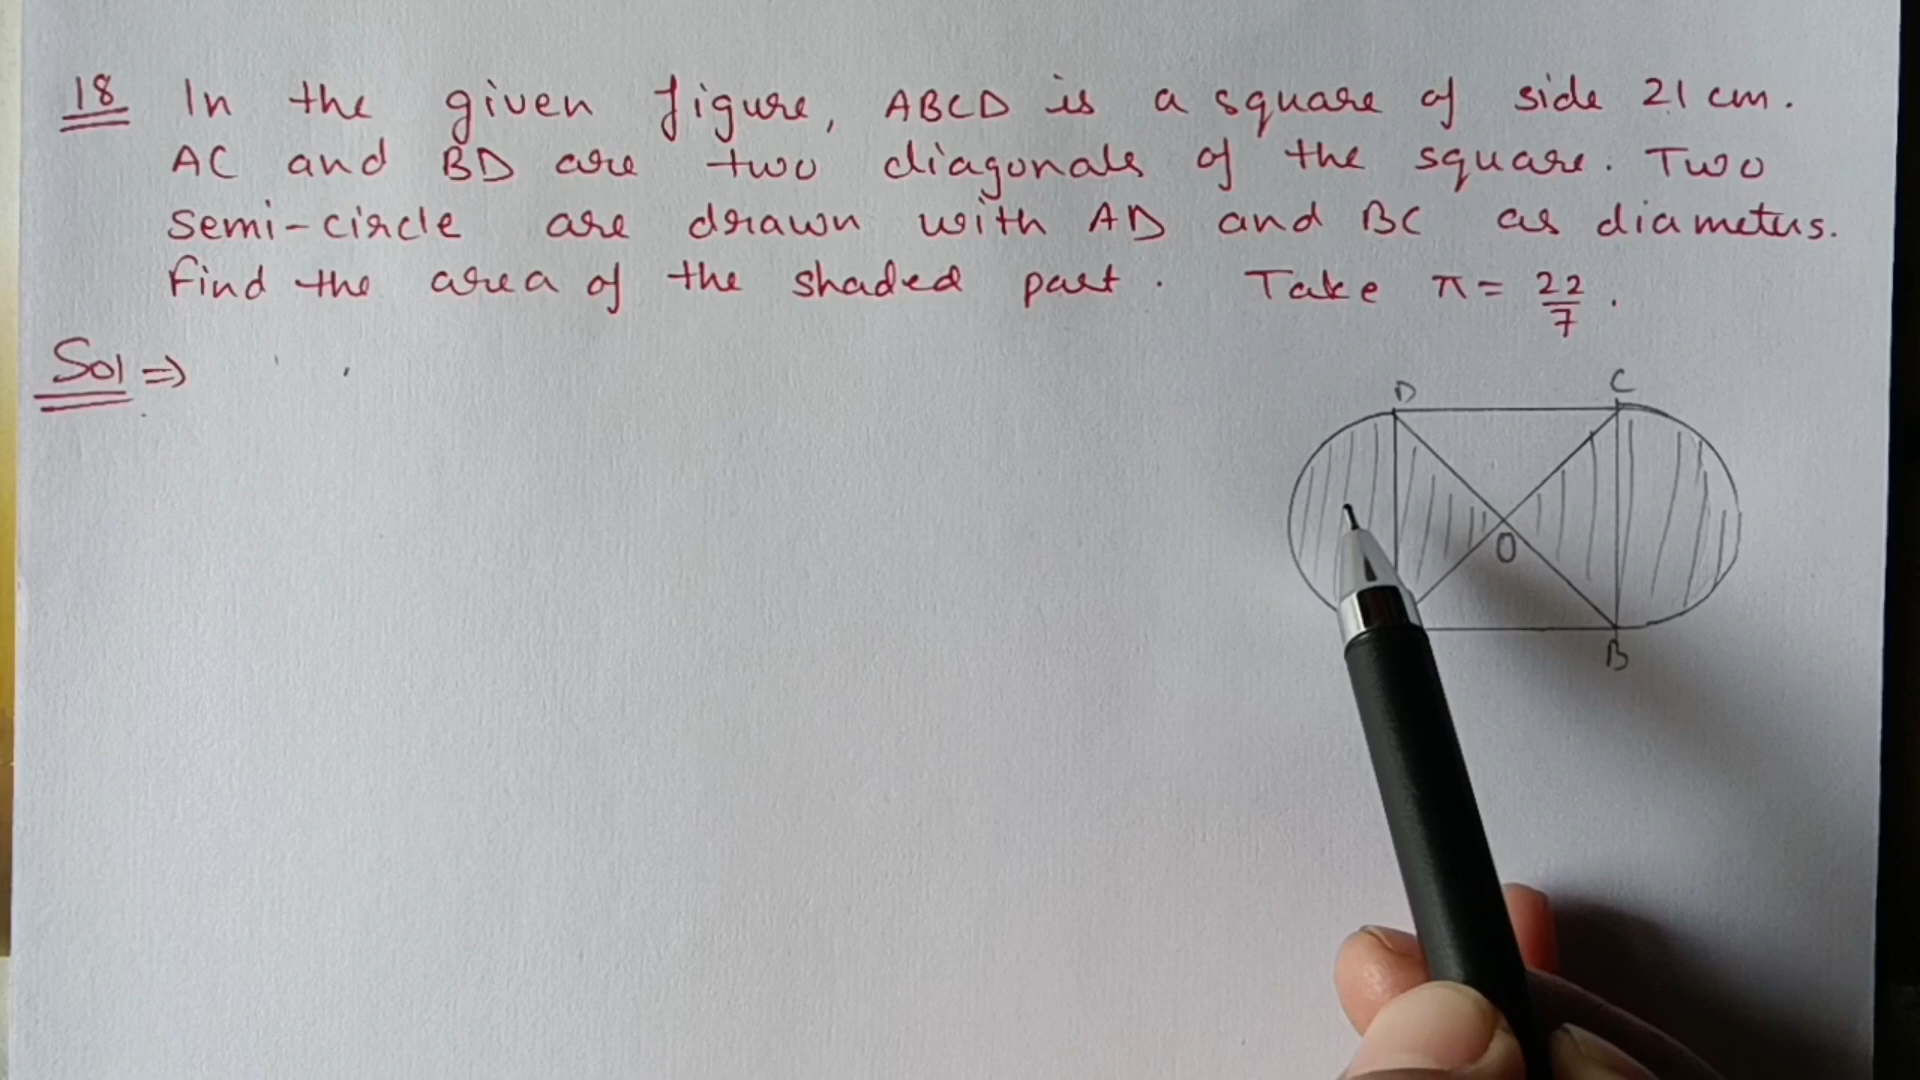 18 In the given figure, ABCD is a square of side 21 cm.
AC and BD are two diagonals of the square. Two
semi-circle are drawn with AD and BC as diameters.
Find the area of the shaded part. Take π = 22/7.
Sol ⇒
D C
O
B